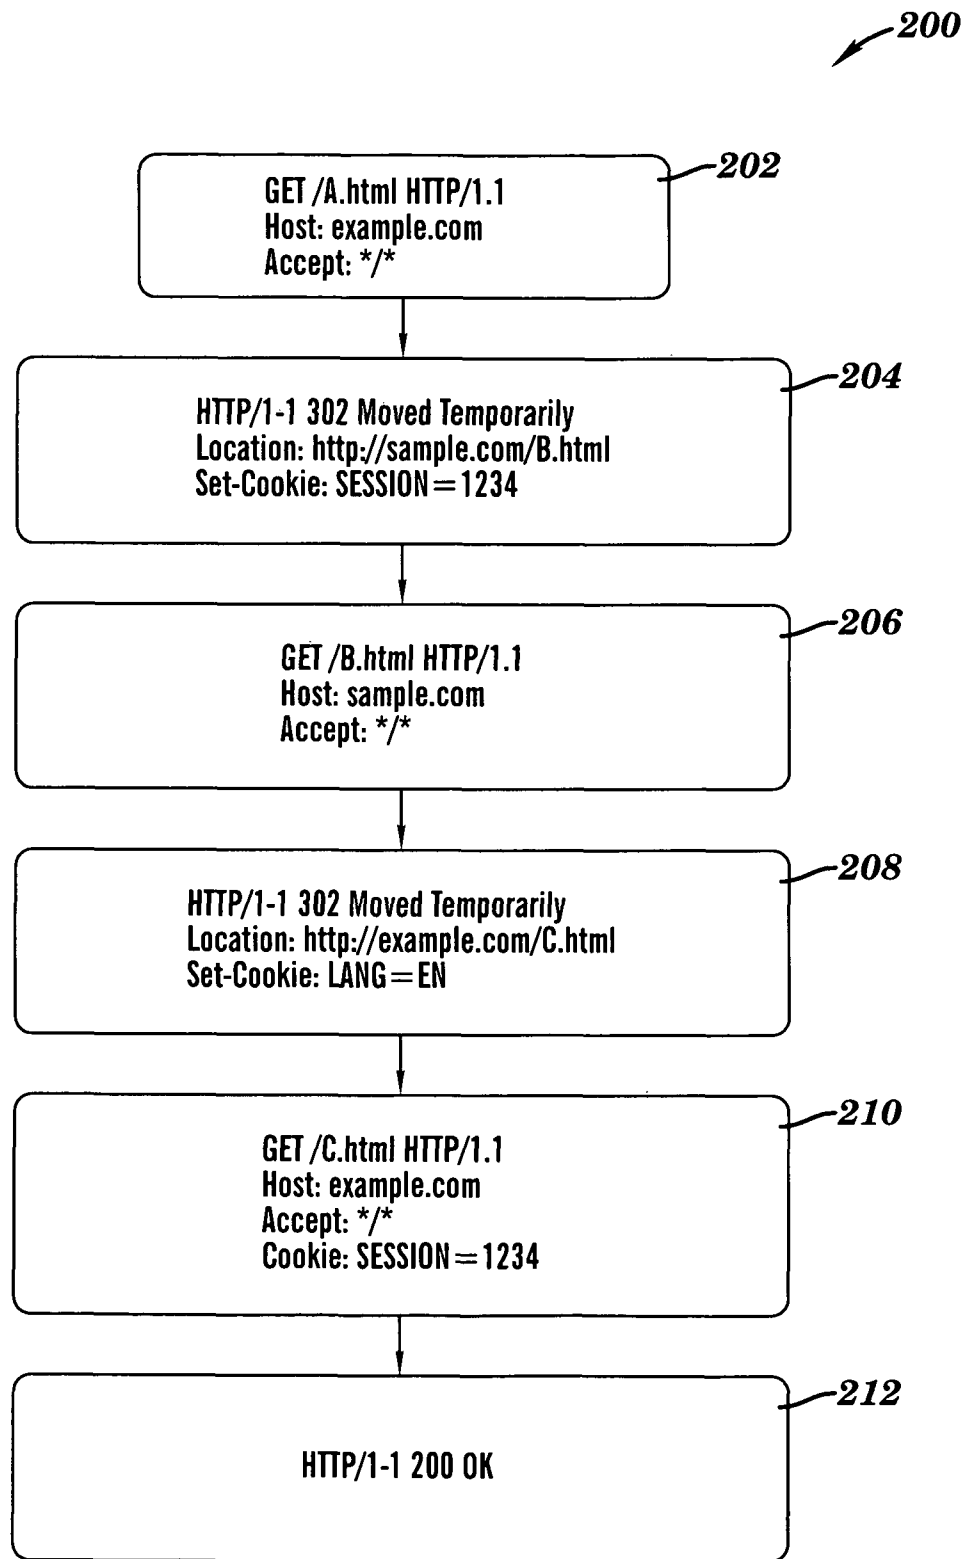 200
202
GET /A.html HTTP/1.1
Host: example.com
Accept: */*
204
HTTP/1-1 302 Moved Temporarily
Location: http://sample.com/B.html
Set-Cookie: SESSION=1234
206
GET /B.html HTTP/1.1
Host: sample.com
Accept: */*
208
HTTP/1-1 302 Moved Temporarily
Location: http://example.com/C.html
Set-Cookie: LANG=EN
210
GET /C.html HTTP/1.1
Host: example.com
Accept: */*
Cookie: SESSION=1234
212
HTTP/1-1 200 OK